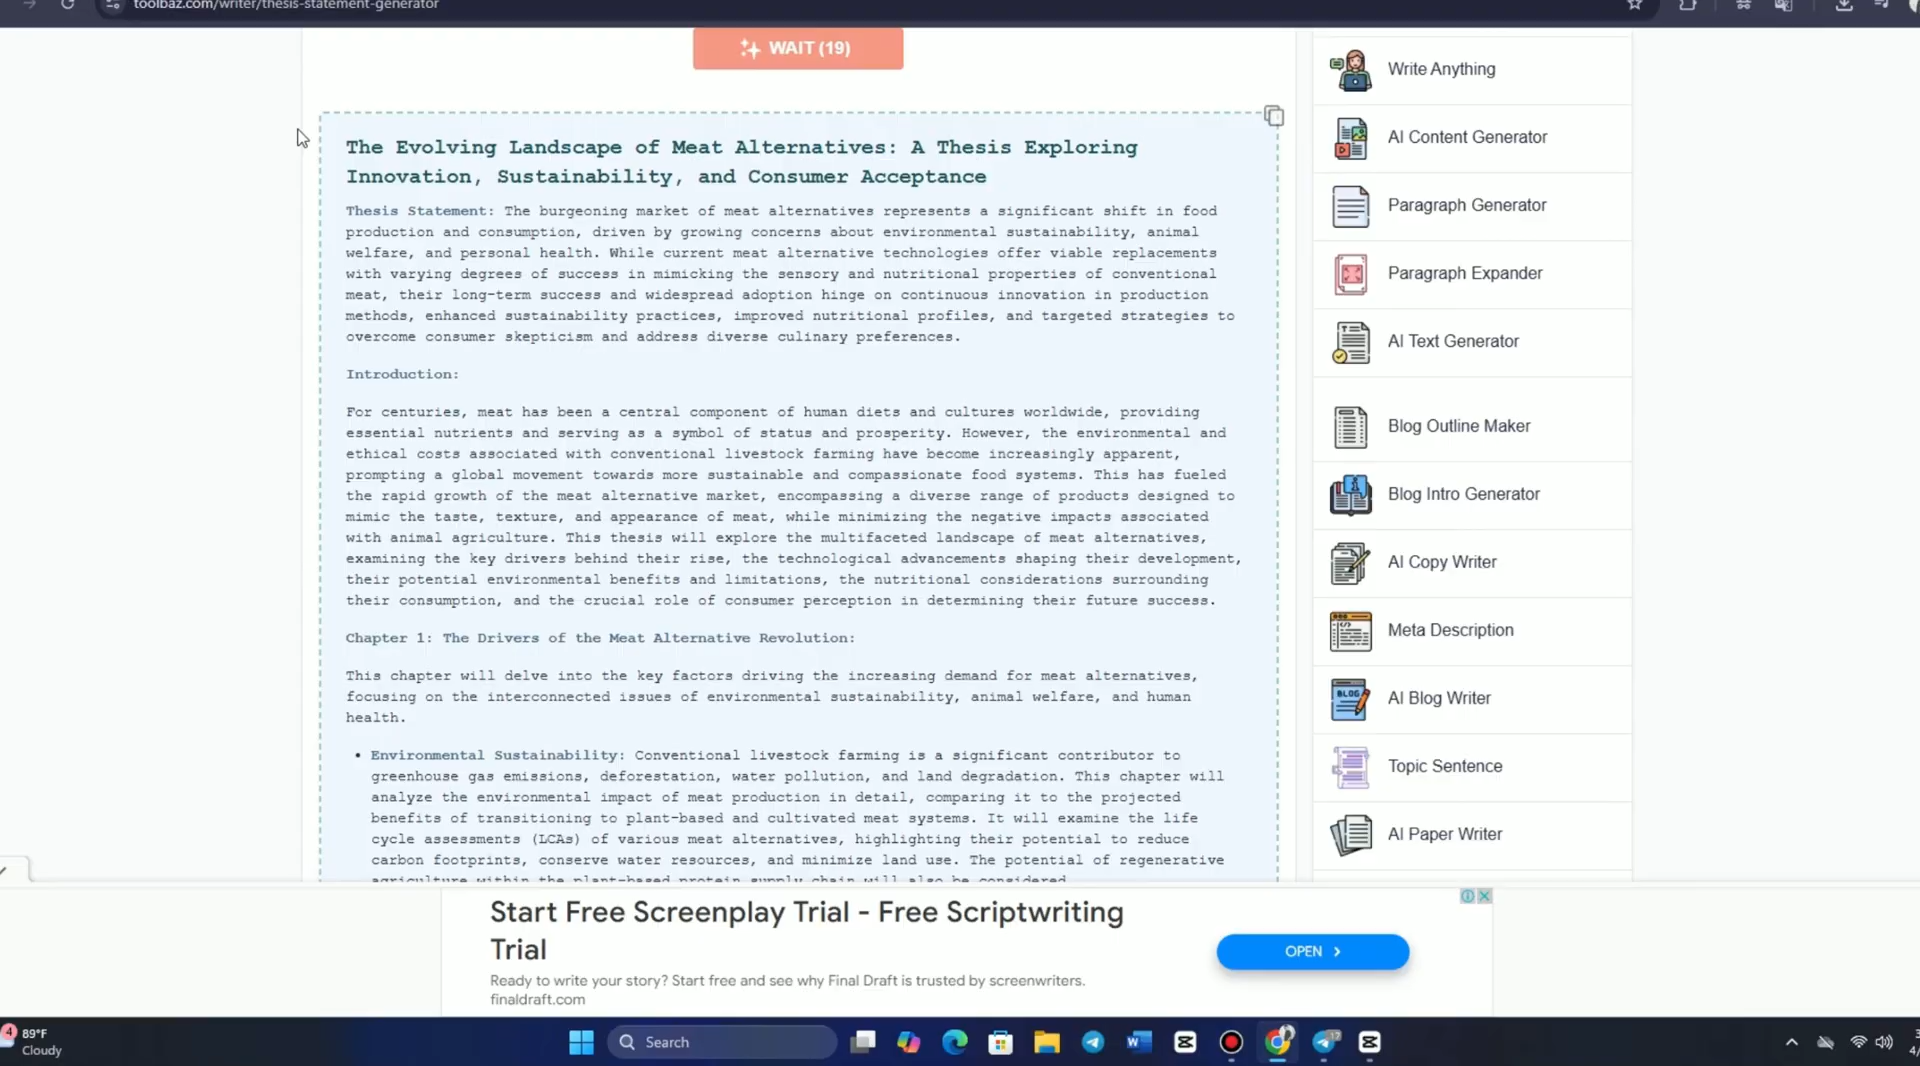 toolbaz.com/writer/thesis-statement-generator
WAIT (19)
The Evolving Landscape of Meat Alternatives: A Thesis Exploring
Innovation, Sustainability, and Consumer Acceptance
Thesis Statement: The burgeoning market of meat alternatives represents a significant shift in food
production and consumption, driven by growing concerns about environmental sustainability, animal
welfare, and personal health. While current meat alternative technologies offer viable replacements
with varying degrees of success in mimicking the sensory and nutritional properties of conventional
meat, their long-term success and widespread adoption hinge on continuous innovation in production
methods, enhanced sustainability practices, improved nutritional profiles, and targeted strategies to
overcome consumer skepticism and address diverse culinary preferences.
Introduction:
For centuries, meat has been a central component of human diets and cultures worldwide, providing
essential nutrients and serving as a symbol of status and prosperity. However, the environmental and
ethical costs associated with conventional livestock farming have become increasingly apparent,
prompting a global movement towards more sustainable and compassionate food systems. This has fueled
the rapid growth of the meat alternative market, encompassing a diverse range of products designed to
mimic the taste, texture, and appearance of meat, while minimizing the negative impacts associated
with animal agriculture. This thesis will explore the multifaceted landscape of meat alternatives,
examining the key drivers behind their rise, the technological advancements shaping their development,
their potential environmental benefits and limitations, the nutritional considerations surrounding
their consumption, and the crucial role of consumer perception in determining their future success.
Chapter 1: The Drivers of the Meat Alternative Revolution:
This chapter will delve into the key factors driving the increasing demand for meat alternatives,
focusing on the interconnected issues of environmental sustainability, animal welfare, and human
health.
• Environmental Sustainability: Conventional livestock farming is a significant contributor to
greenhouse gas emissions, deforestation, water pollution, and land degradation. This chapter will
analyze the environmental impact of meat production in detail, comparing it to the projected
benefits of transitioning to plant-based and cultivated meat systems. It will examine the life
cycle assessments (LCAs) of various meat alternatives, highlighting their potential to reduce
carbon footprints, conserve water resources, and minimize land use. The potential of regenerative
agriculture within the plant-based protein supply chain will also be considered.
Write Anything
AI Content Generator
Paragraph Generator
Paragraph Expander
AI Text Generator
Blog Outline Maker
Blog Intro Generator
AI Copy Writer
Meta Description
BLOG
AI Blog Writer
Topic Sentence
AI Paper Writer
Start Free Screenplay Trial - Free Scriptwriting
Trial
Ready to write your story? Start free and see why Final Draft is trusted by screenwriters.
finaldraft.com
OPEN
4
89°F
Cloudy
Search
17